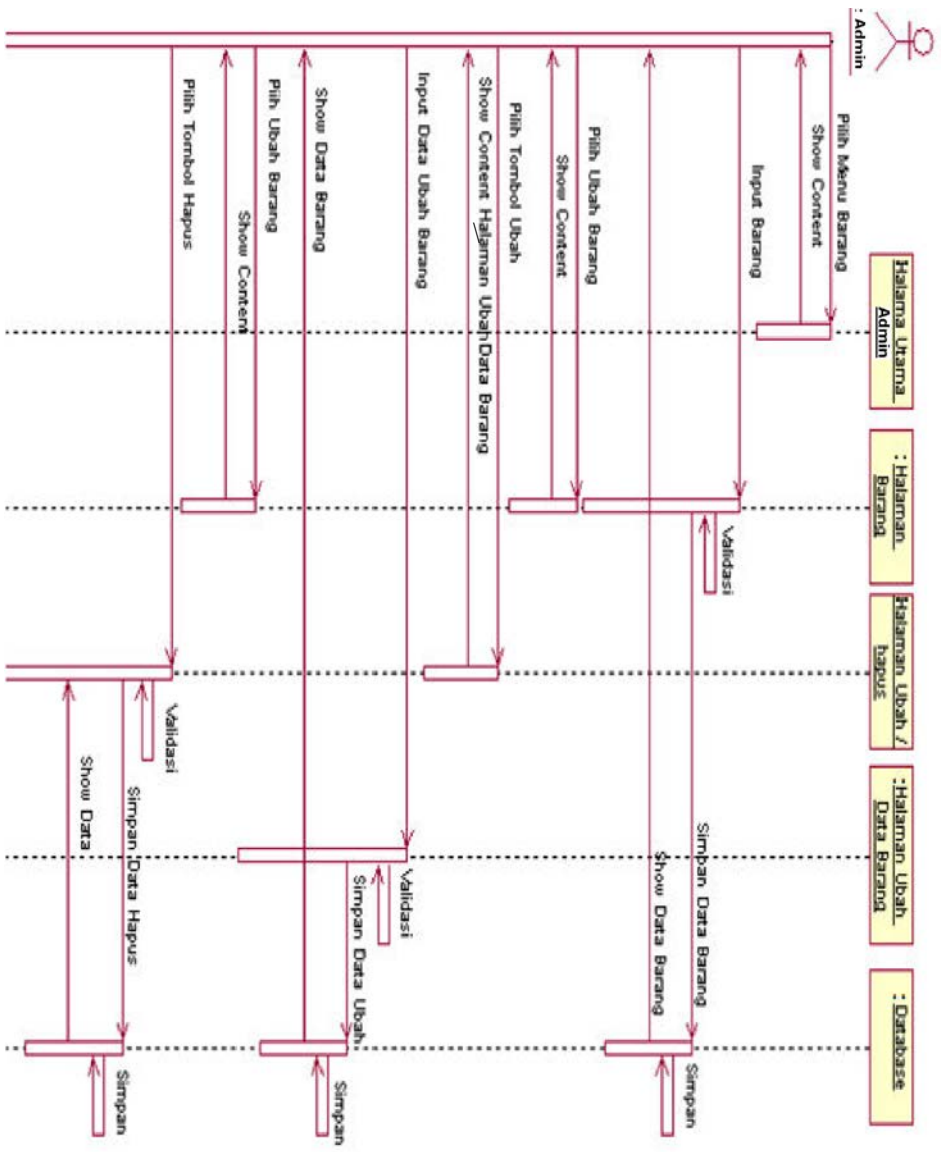 : Admin
Halama Utama
Admin
: Halaman
Barang
Halaman Ubah /
hapus
:Halaman Ubah
Data Barang
: Database
Pilih Menu Barang
Show Content
Input Barang
Validasi
Simpan Data Barang
Simpan
Show Data Barang
Pilih Ubah Barang
Show Content
Pilih Tombol Ubah
Show Content Halaman Ubah Data Barang
Input Data Ubah Barang
Validasi
Simpan Data Ubah
Simpan
Show Data Barang
Piih Ubah Barang
Show Content
Pilih Tombol Hapus
Validasi
Simpan Data Hapus
Simpan
Show Data